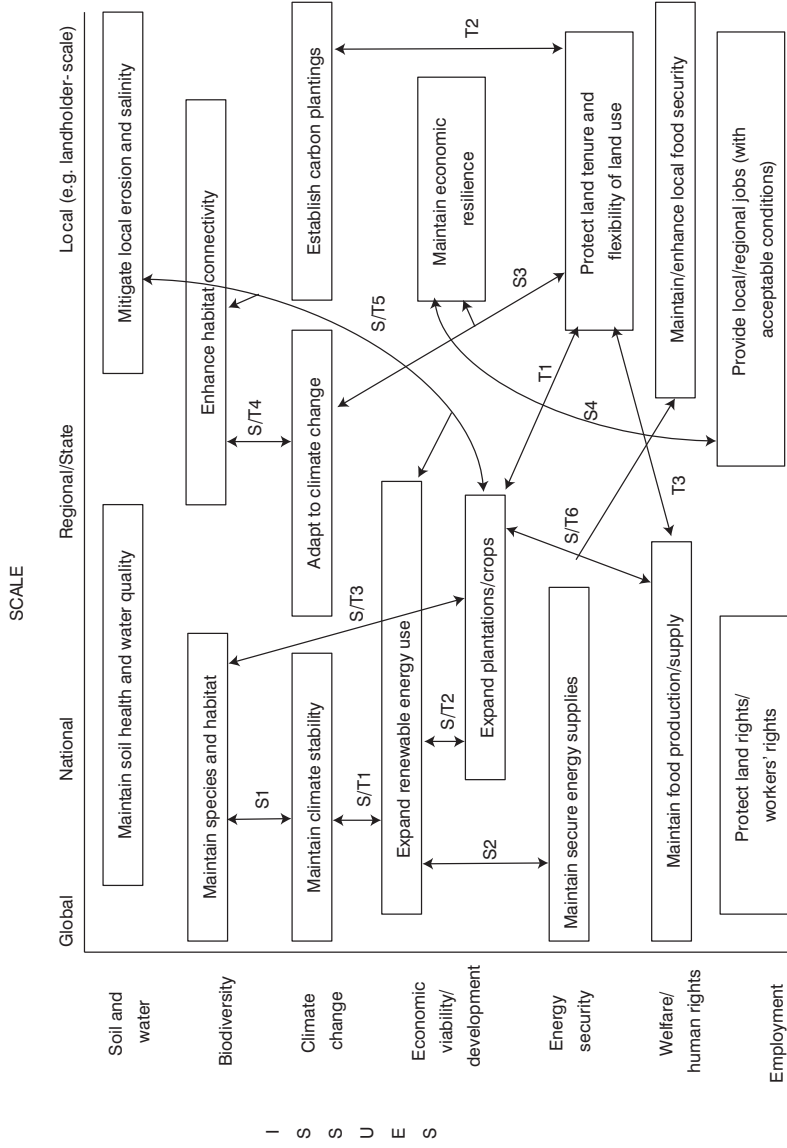 SCALE
Global
National
Regional/State
Local (e.g. landholder-scale)
I
S
S
U
E
S
Soil and
water
Maintain soil health and water quality
Mitigate local erosion and salinity
Biodiversity
Maintain species and habitat
Enhance habitat connectivity
S1
S/T4
Climate
change
Maintain climate stability
Adapt to climate change
Establish carbon plantings
S/T1
S/T3
S/T5
Economic
viability/
development
Expand renewable energy use
Maintain economic
resilience
S/T2
Expand plantations/crops
S2
T1
S3
T2
S4
Energy
security
Maintain secure energy supplies
Protect land tenure and
flexibility of land use
S/T6
T3
Welfare/
human rights
Maintain food production/supply
Maintain/enhance local food security
Employment
Protect land rights/
workers’ rights
Provide local/regional jobs (with
acceptable conditions)